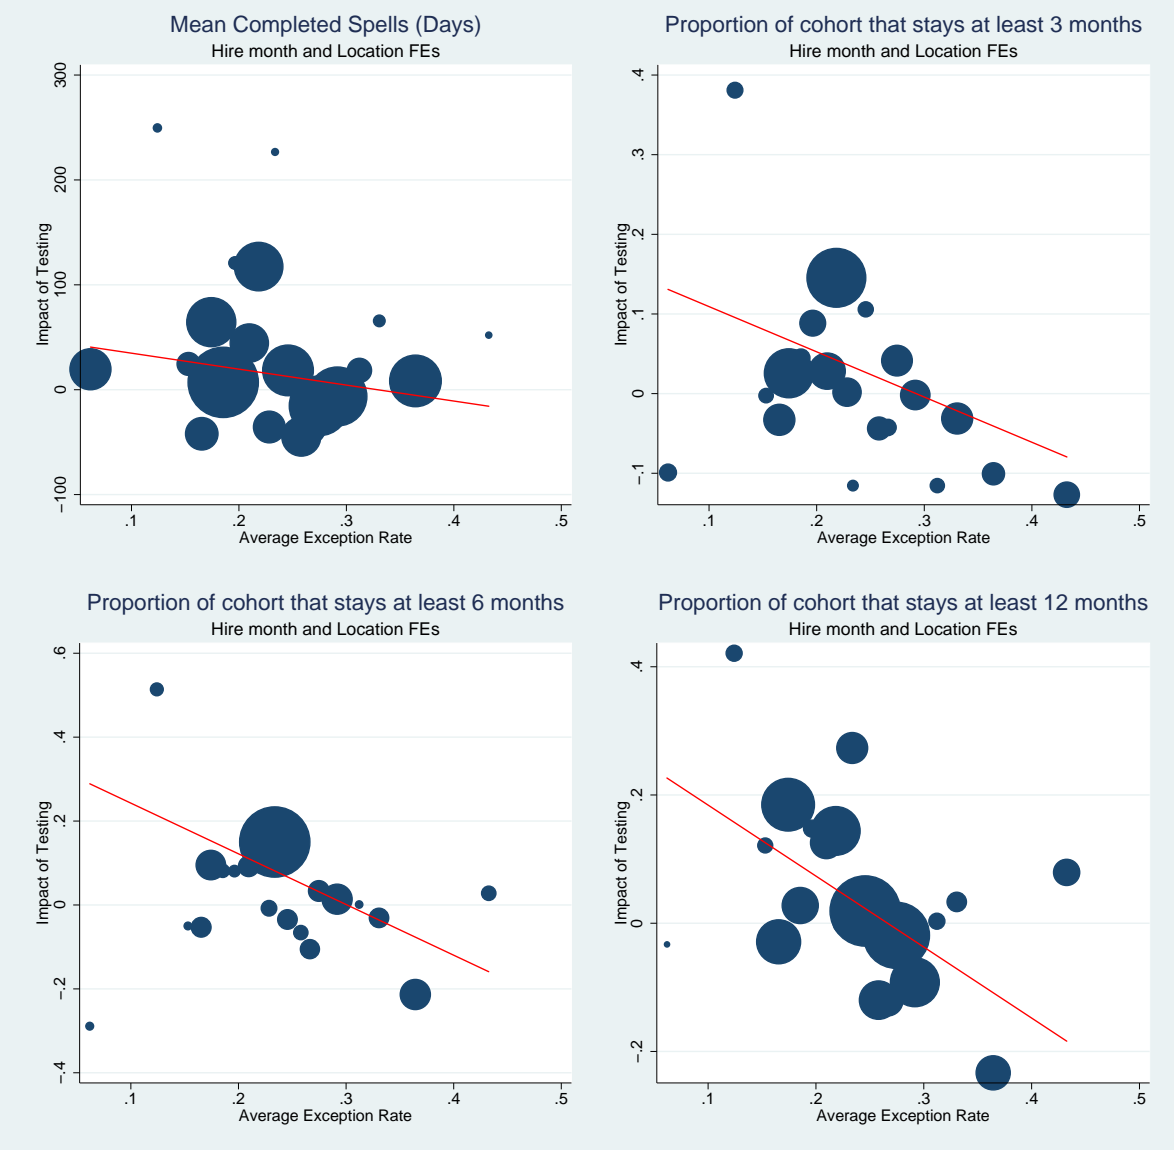 Mean Completed Spells (Days)
Hire month and Location FEs
Impact of Testing
300
200
100
0
−100
.1 .2 .3 .4 .5
Average Exception Rate
Proportion of cohort that stays at least 3 months
Hire month and Location FEs
Impact of Testing
.4
.3
.2
.1
0
−.1
.1 .2 .3 .4 .5
Average Exception Rate
Proportion of cohort that stays at least 6 months
Hire month and Location FEs
Impact of Testing
.6
.4
.2
0
−.2
−.4
.1 .2 .3 .4 .5
Average Exception Rate
Proportion of cohort that stays at least 12 months
Hire month and Location FEs
Impact of Testing
.4
.2
0
−.2
.1 .2 .3 .4 .5
Average Exception Rate